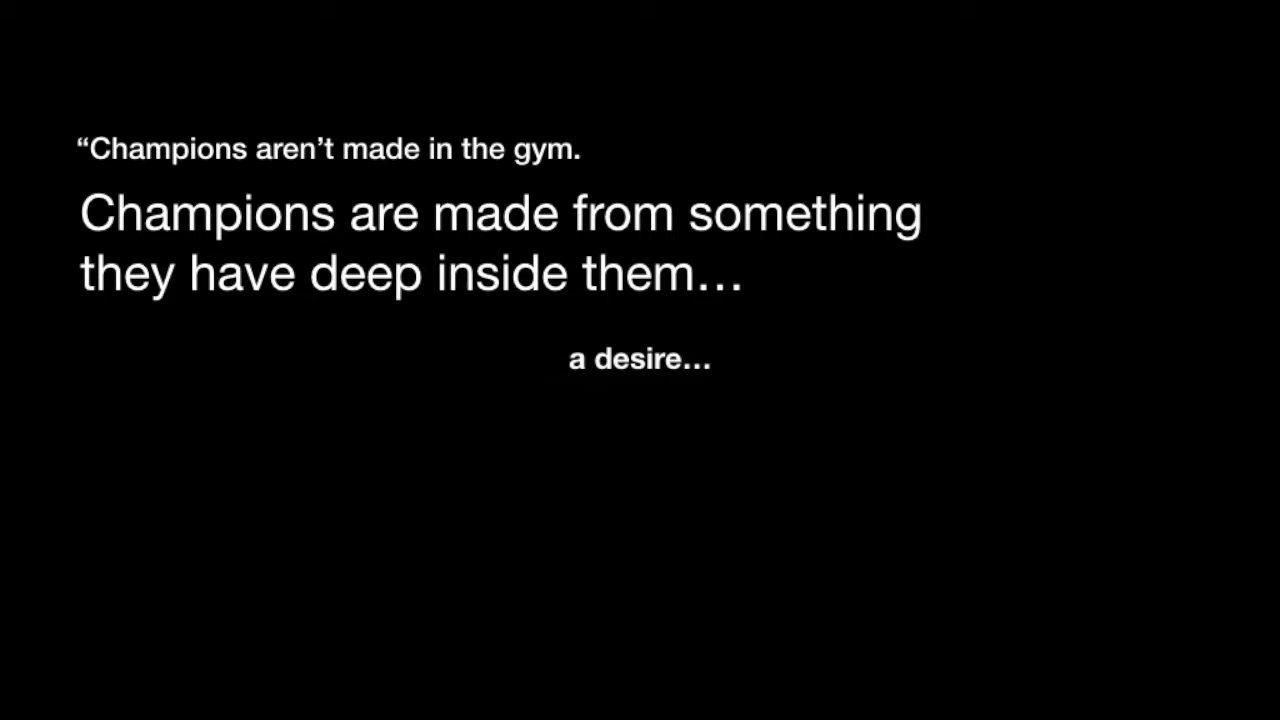 “Champions aren’t made in the gym.
Champions are made from something
they have deep inside them…
a desire…